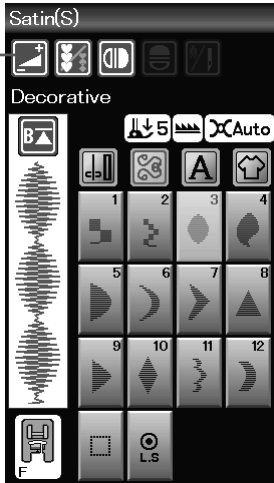 Satin(S)
Decorative
B 5 Auto
A
1 2 3 4
5 6 7 8
9 10 11 12
F L.S